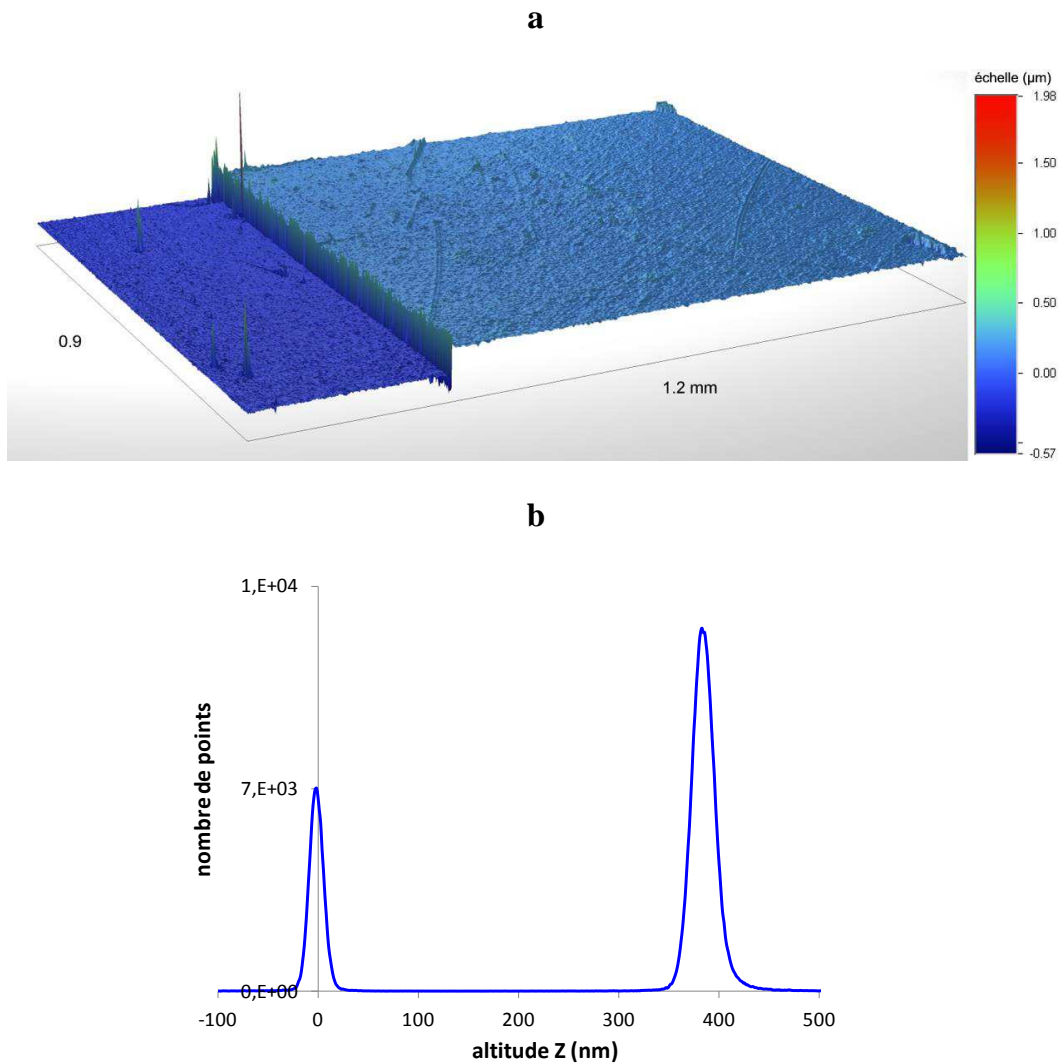 a
échelle (µm)
1.98
1.50
1.00
0.50
0.00
-0.57
0.9
1.2 mm
b
1,E+04
7,E+03
0,E+00
nombre de points
-100 0 100 200 300 400 500
altitude Z (nm)